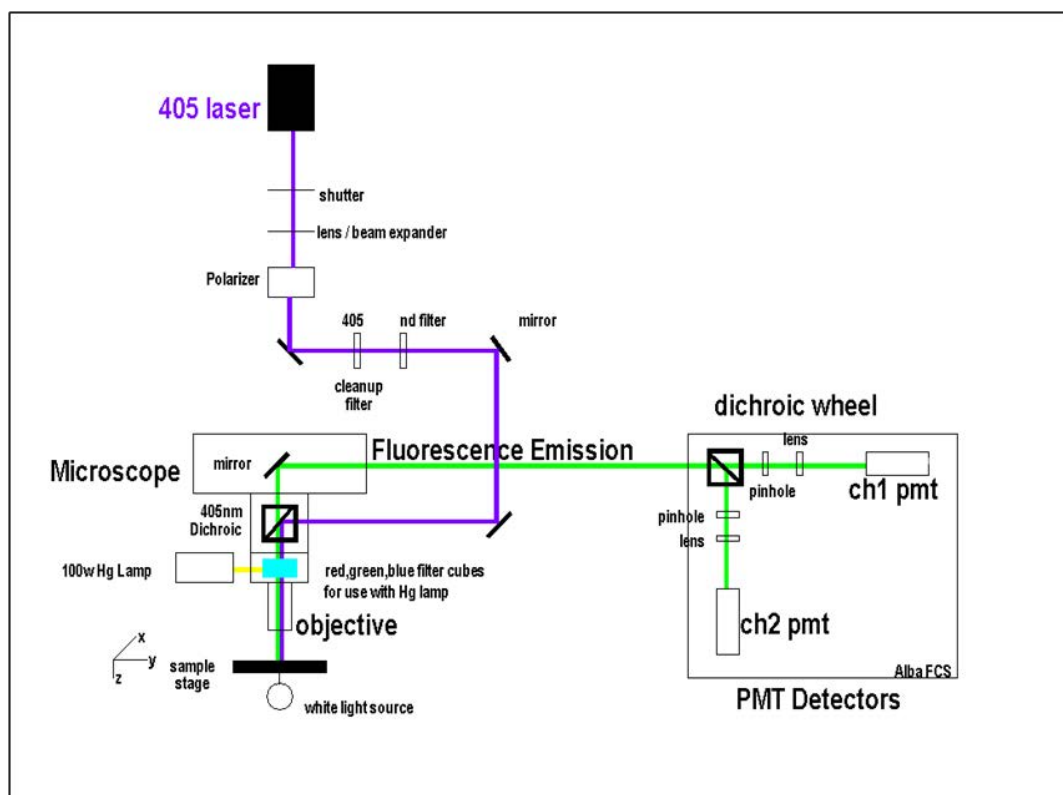 405 laser
shutter
lens / beam expander
Polarizer
405
nd filter
mirror
cleanup
filter
dichroic wheel
Fluorescence Emission
lens
Microscope
mirror
pinhole
ch1 pmt
405nm
Dichroic
pinhole
lens
100w Hg Lamp
red,green,blue filter cubes
for use with Hg lamp
objective
ch2 pmt
x
y
z
sample
stage
white light source
Alba FCS
PMT Detectors